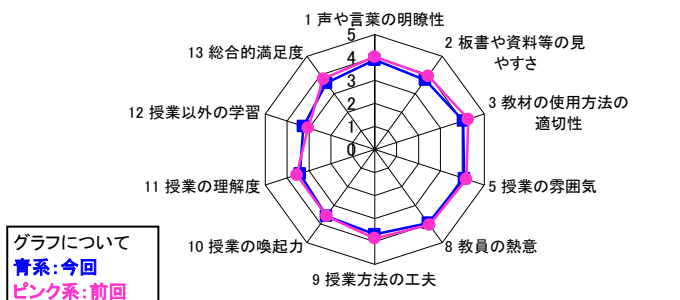 1 声や言葉の明瞭性
2 板書や資料等の見
やすさ
3 教材の使用方法の
適切性
5 授業の雰囲気
8 教員の熱意
9 授業方法の工夫
10 授業の喚起力
11 授業の理解度
12 授業以外の学習
13 総合的満足度
5
4
3
2
1
0
グラフについて
青系:今回
ピンク系:前回